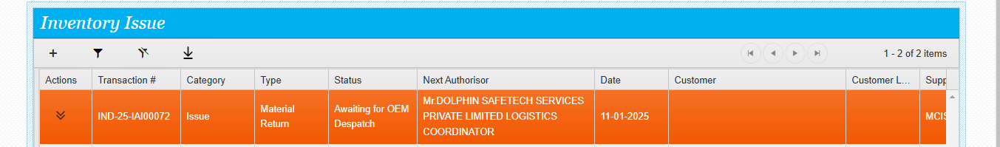 Inventory Issue
1 - 2 of 2 items
Actions Transaction # Category Type Status Next Authorisor Date Customer Customer L... Supp
IND-25-IAI00072 Issue Material Return Awaiting for OEM Despatch Mr.DOLPHIN SAFETECH SERVICES PRIVATE LIMITED LOGISTICS COORDINATOR 11-01-2025 MCIS